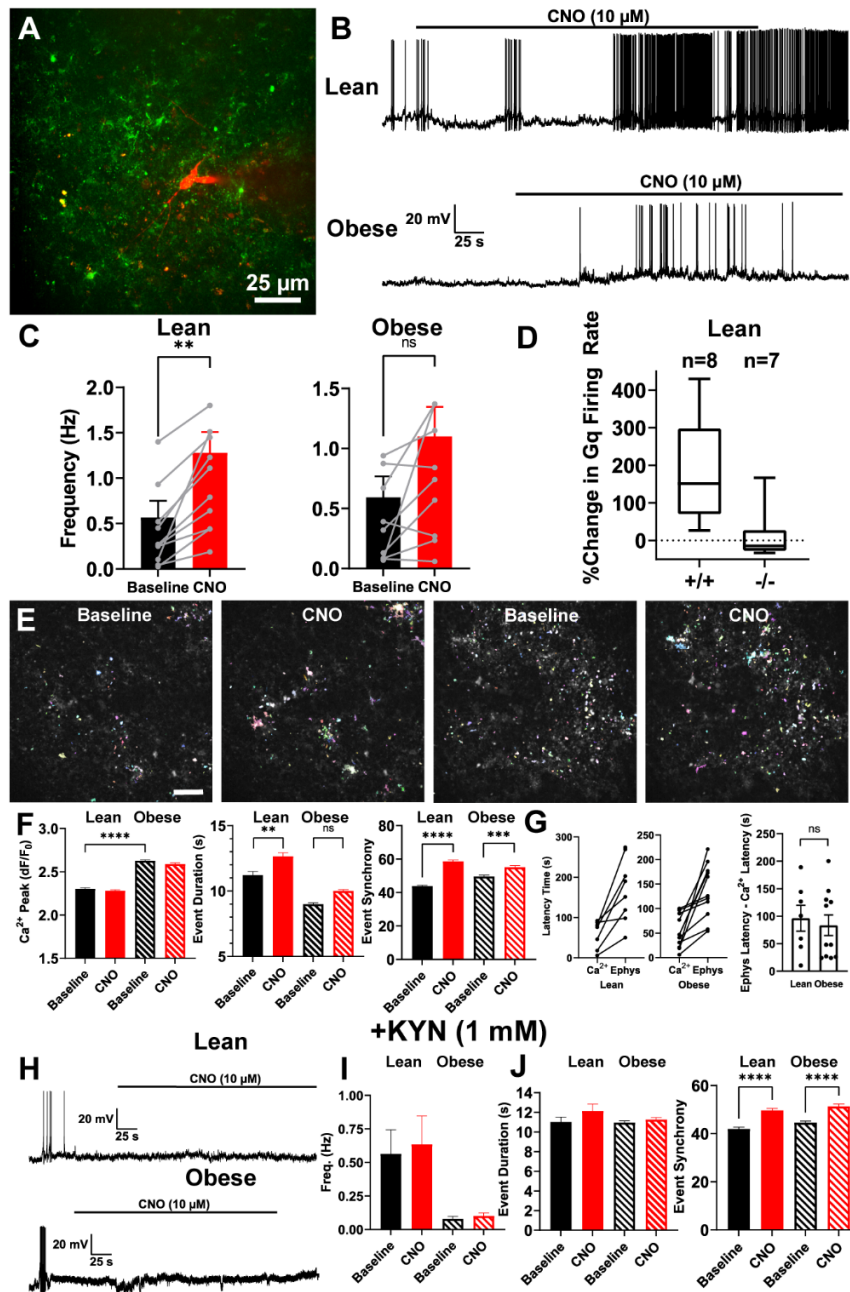 A
25 µm
B
CNO (10 µM)
Lean
CNO (10 µM)
20 mV
25 s
Obese
C
Lean
**
Frequency (Hz)
2.0
1.5
1.0
0.5
0.0
Baseline CNO
Obese
ns
1.5
1.0
0.5
0.0
Baseline CNO
D
Lean
n=8 n=7
%Change in Gq Firing Rate
400
300
200
100
0
+/+ -/-
E
Baseline
CNO
Baseline
CNO
F
Lean Obese
****
Ca2+ Peak (dF/F0)
3.0
2.5
2.0
1.5
Baseline
CNO
Baseline
CNO
Lean Obese
** ns
Event Duration (s)
15
10
5
Baseline
CNO
Baseline
CNO
Lean Obese
**** ***
Event Synchrony
80
60
40
20
0
Baseline
CNO
Baseline
CNO
G
Latency Time (s)
300
200
100
0
Ca2+ Ephys
Lean
300
200
100
0
Ca2+ Ephys
Obese
Ephys Latency - Ca2+ Latency (s)
ns
250
200
150
100
50
0
Lean Obese
+KYN (1 mM)
H
Lean
CNO (10 µM)
20 mV
25 s
Obese
CNO (10 µM)
20 mV
25 s
I
Lean Obese
Freq. (Hz)
1.00
0.75
0.50
0.25
0.00
Baseline
CNO
Baseline
CNO
J
Lean Obese
Event Duration (s)
16
14
12
10
8
6
4
2
0
Baseline
CNO
Baseline
CNO
Lean Obese
**** ****
Event Synchrony
60
40
20
0
Baseline
CNO
Baseline
CNO